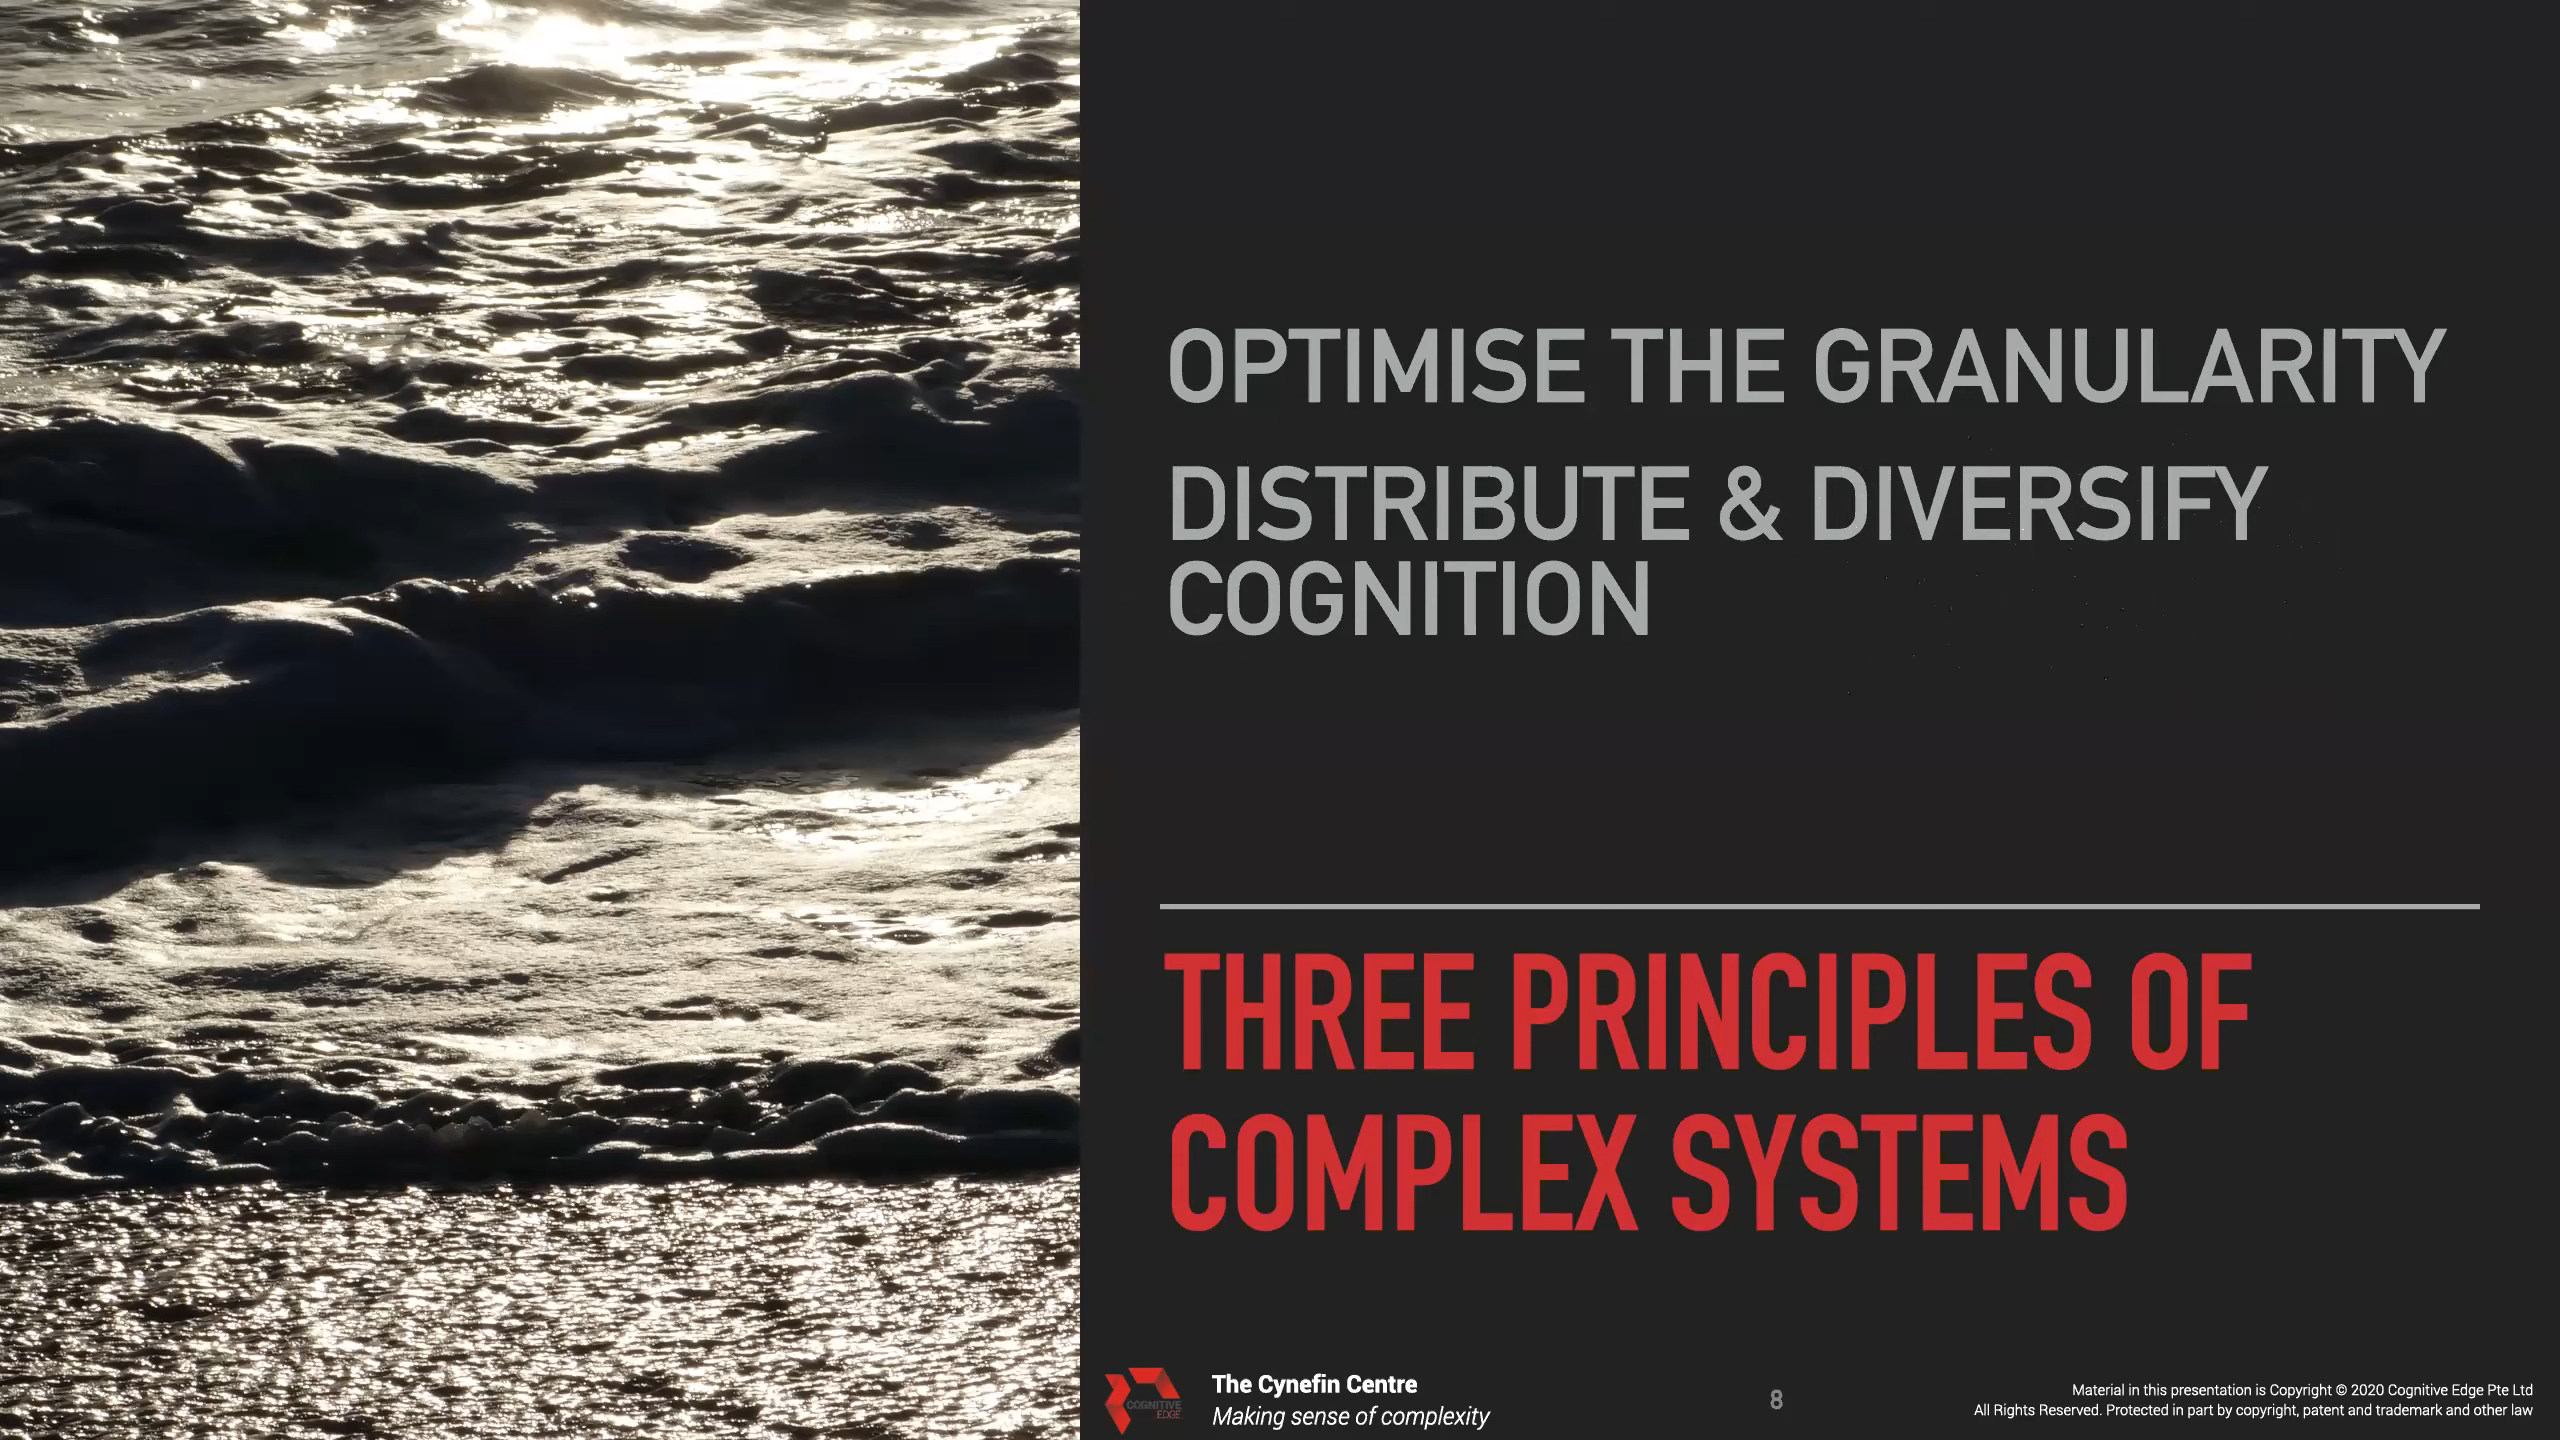 OPTIMISE THE GRANULARITY
DISTRIBUTE & DIVERSIFY
COGNITION
THREE PRINCIPLES OF
COMPLEX SYSTEMS
COGNITIVE
EDGE
The Cynefin Centre
Making sense of complexity
8
Material in this presentation is Copyright © 2020 Cognitive Edge Pte Ltd
All Rights Reserved. Protected in part by copyright, patent and trademark and other law